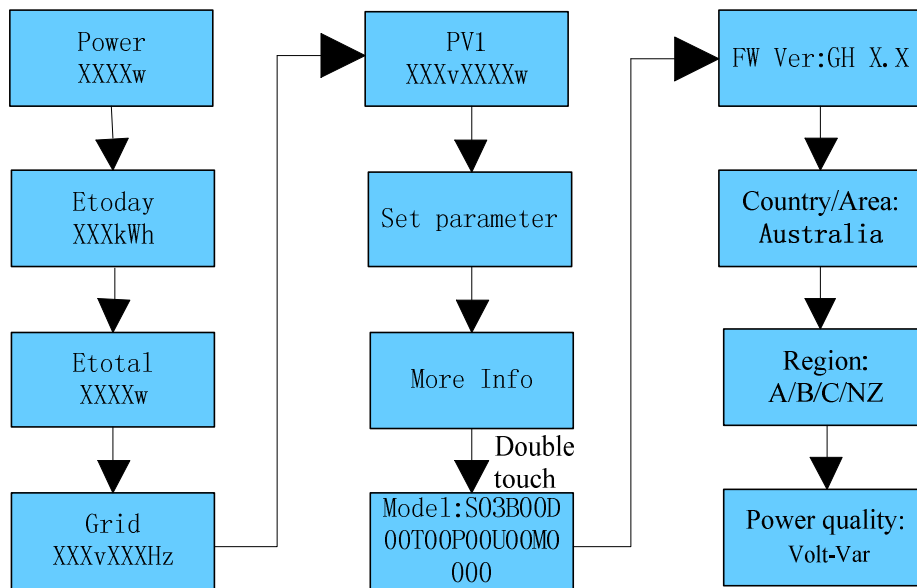 Power
XXXXw
Etoday
XXXkWh
Etotal
XXXXw
Grid
XXXvXXXHz
PV1
XXXvXXXXw
Set parameter
More Info
Double
touch
Model:S03B00D
00T00P00U00M0
000
FW Ver:GH X.X
Country/Area:
Australia
Region:
A/B/C/NZ
Power quality:
Volt-Var